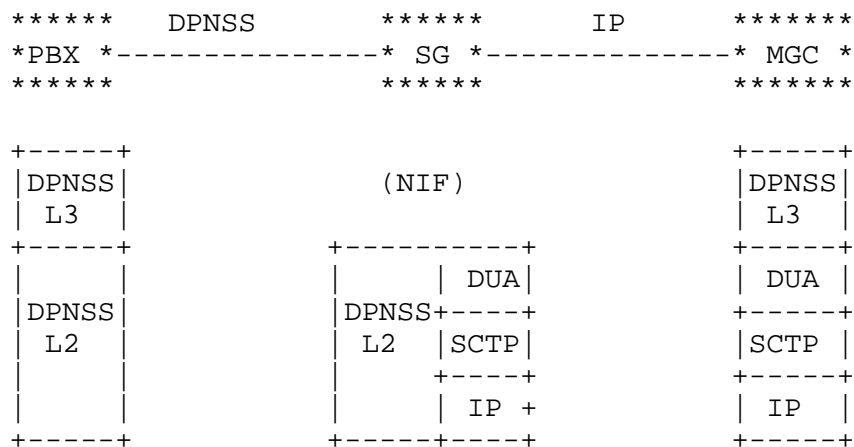 ****** DPNSS ****** IP *******
*PBX *---------------* SG *--------------* MGC *
****** ****** *******
+-----+ +-----+
|DPNSS| (NIF) |DPNSS|
| L3 | | L3 |
+-----+ +-----+----+ +-----+
| | | | DUA| | DUA |
|DPNSS| |DPNSS+----+ +-----+
| L2 | | L2 |SCTP| |SCTP |
| | | +----+ +-----+
| | | | IP + | IP |
+-----+ +-----+----+ +-----+